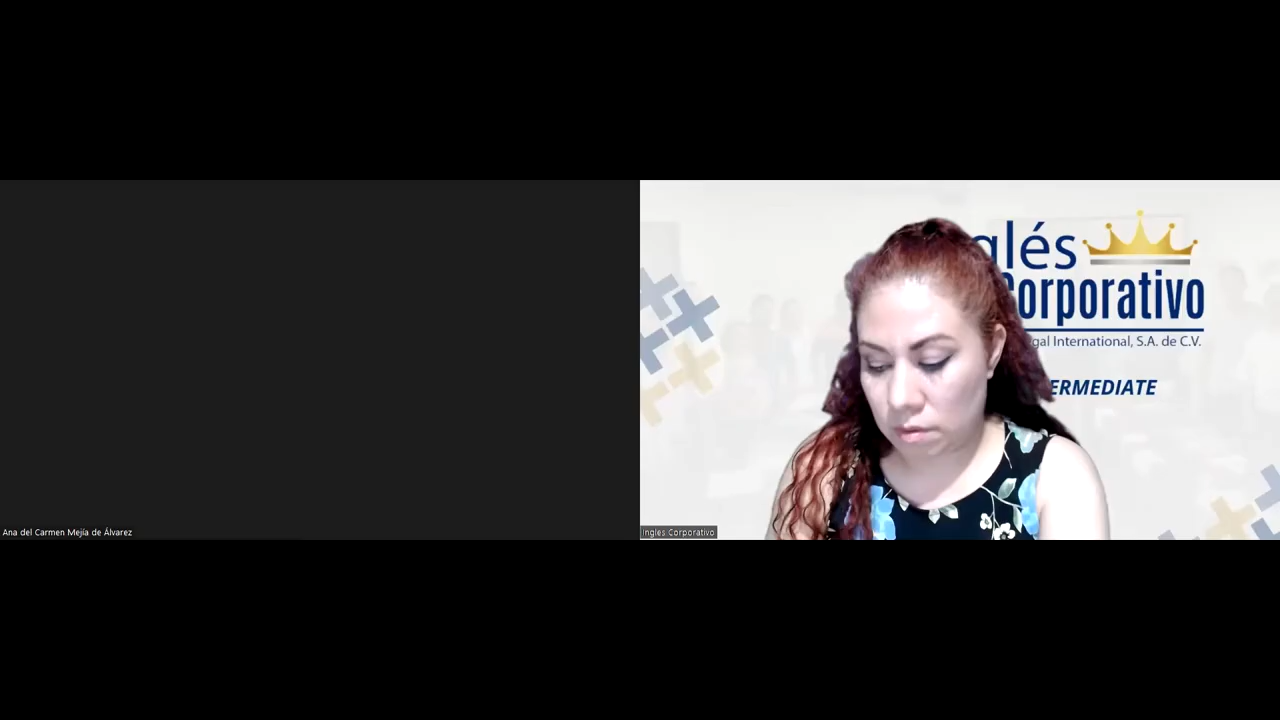 Ana del Carmen Mejía de Álvarez
glés
Corporativo
gal International, S.A. de C.V.
ERMEDIATE
Ingles Corporativo